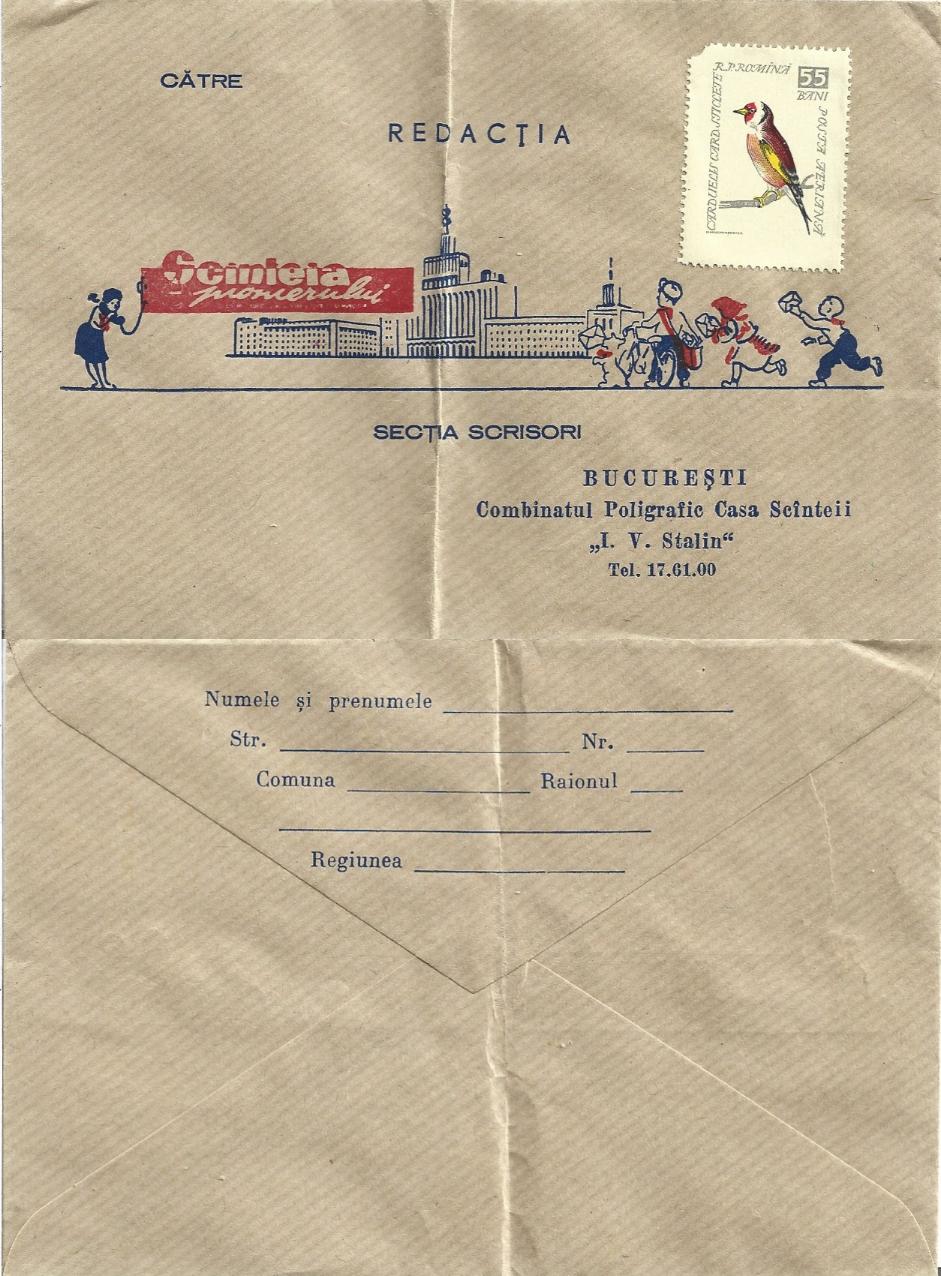 CĂTRE
REDACȚIA
R.P.ROMÎNĂ
55
BANI
CARDUELIS CARDUELIS
POȘTA AERIANĂ
Scînteia
pionierului
SECȚIA SCRISORI
BUCUREȘTI
Combinatul Poligrafic Casa Scînteii
„I. V. Stalin“
Tel. 17.61.00
Numele și prenumele
Str. Nr.
Comuna Raionul
Regiunea